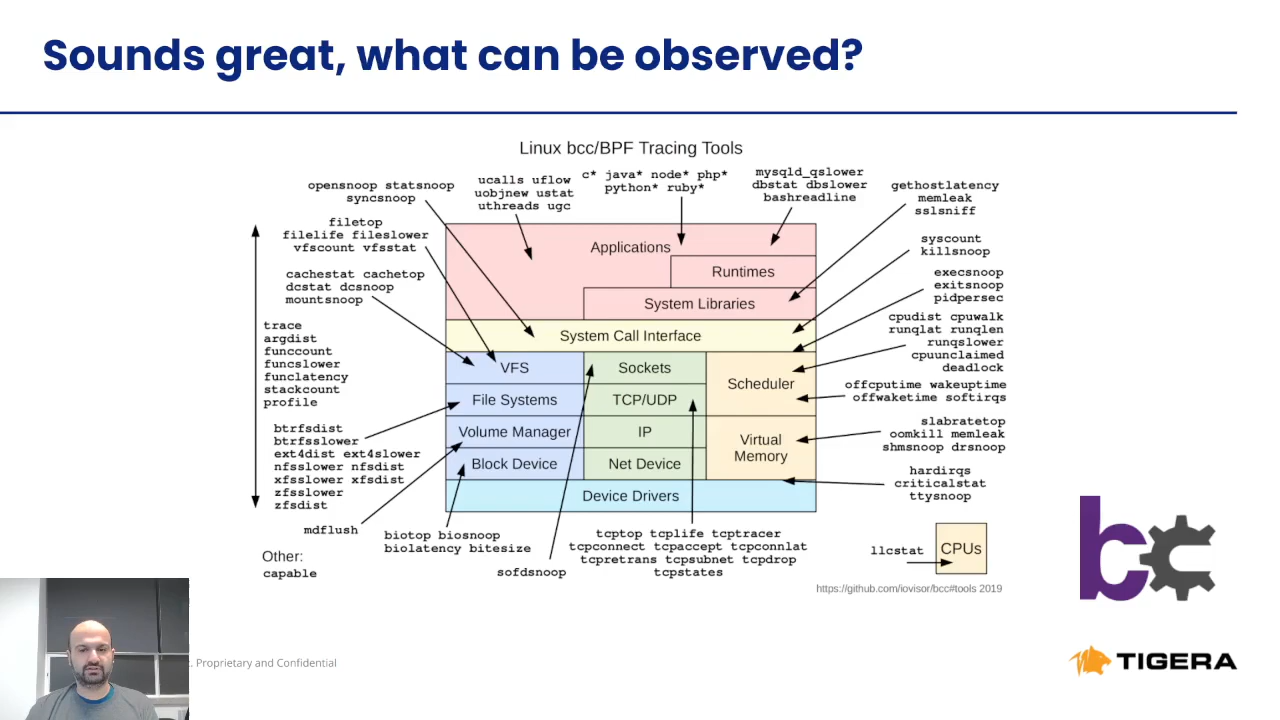 Sounds great, what can be observed?
Linux bcc/BPF Tracing Tools
opensnoop statsnoop
syncsnoop
ucalls uflow
uobjnew ustat
uthreads ugc
c* java* node* php*
python* ruby*
mysqld_qslower
dbstat dbslower
bashreadline
gethostlatency
memleak
sslsniff
filetop
filelife fileslower
vfscount vfsstat
syscount
killsnoop
cachestat cachetop
dcstat dcsnoop
mountsnoop
execsnoop
exitsnoop
pidpersec
trace
argdist
funccount
funcslower
funclatency
stackcount
profile
cpudist cpuwalk
runqlat runqlen
runqslower
cpuunclaimed
deadlock
offcputime wakeuptime
offwaketime softirqs
Applications
Runtimes
System Libraries
System Call Interface
VFS
Sockets
Scheduler
File Systems
TCP/UDP
Volume Manager
IP
Virtual
Memory
Block Device
Net Device
Device Drivers
btrfsdist
btrfsslower
ext4dist ext4slower
nfsslower nfsdist
xfsslower xfsdist
zfsslower
zfsdist
slabratetop
oomkill memleak
shmsnoop drsnoop
hardirqs
criticalstat
ttysnoop
mdflush
biotop biosnoop
biolatency bitesize
sofdsnoop
tcptop tcplife tcptracer
tcpconnect tcpaccept tcpconnlat
tcpretrans tcpsubnet tcpdrop
tcpstates
llcstat
CPUs
Other:
capable
https://github.com/iovisor/bcc#tools 2019
bc
. Proprietary and Confidential
TIGERA